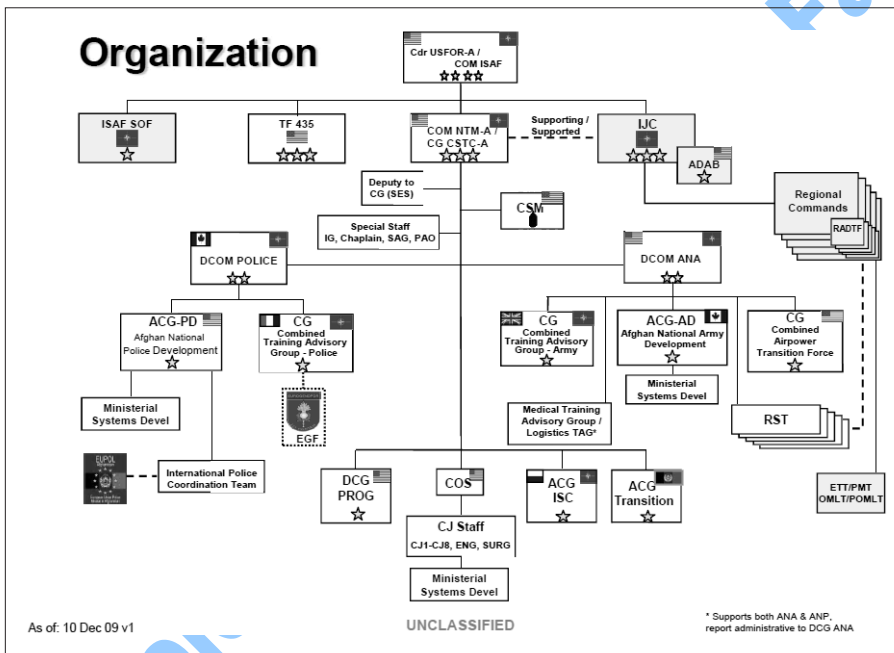 Organization
Cdr USFOR-A /
COM ISAF
ISAF SOF
TF 435
COM NTM-A /
CG CSTC-A
Supporting /
Supported
IJC
ADAB
Regional
Commands
RADTF
Deputy to
CG (SES)
CSM
Special Staff
IG, Chaplain, SAG, PAO
DCOM POLICE
DCOM ANA
ACG-PD
Afghan National
Police Development
CG
Combined
Training Advisory
Group - Police
CG
Combined
Training Advisory
Group - Army
ACG-AD
Afghan National Army
Development
CG
Combined
Airpower
Transition Force
Ministerial
Systems Devel
EGF
Ministerial
Systems Devel
Medical Training
Advisory Group /
Logistics TAG*
RST
EUPOL
International Police
Coordination Team
DCG
PROG
COS
ACG
ISC
ACG
Transition
ETT/PMT
OMLT/POMLT
CJ Staff
CJ1-CJ8, ENG, SURG
Ministerial
Systems Devel
As of: 10 Dec 09 v1
UNCLASSIFIED
* Supports both ANA & ANP,
report administrative to DCG ANA